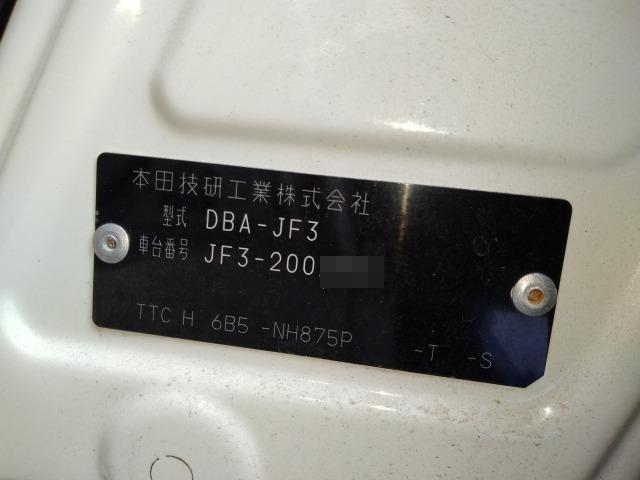 本田技研工業株式会社
型式 DBA-JF3
車台番号 JF3-200
TTC H 6B5 -NH875P -T -S